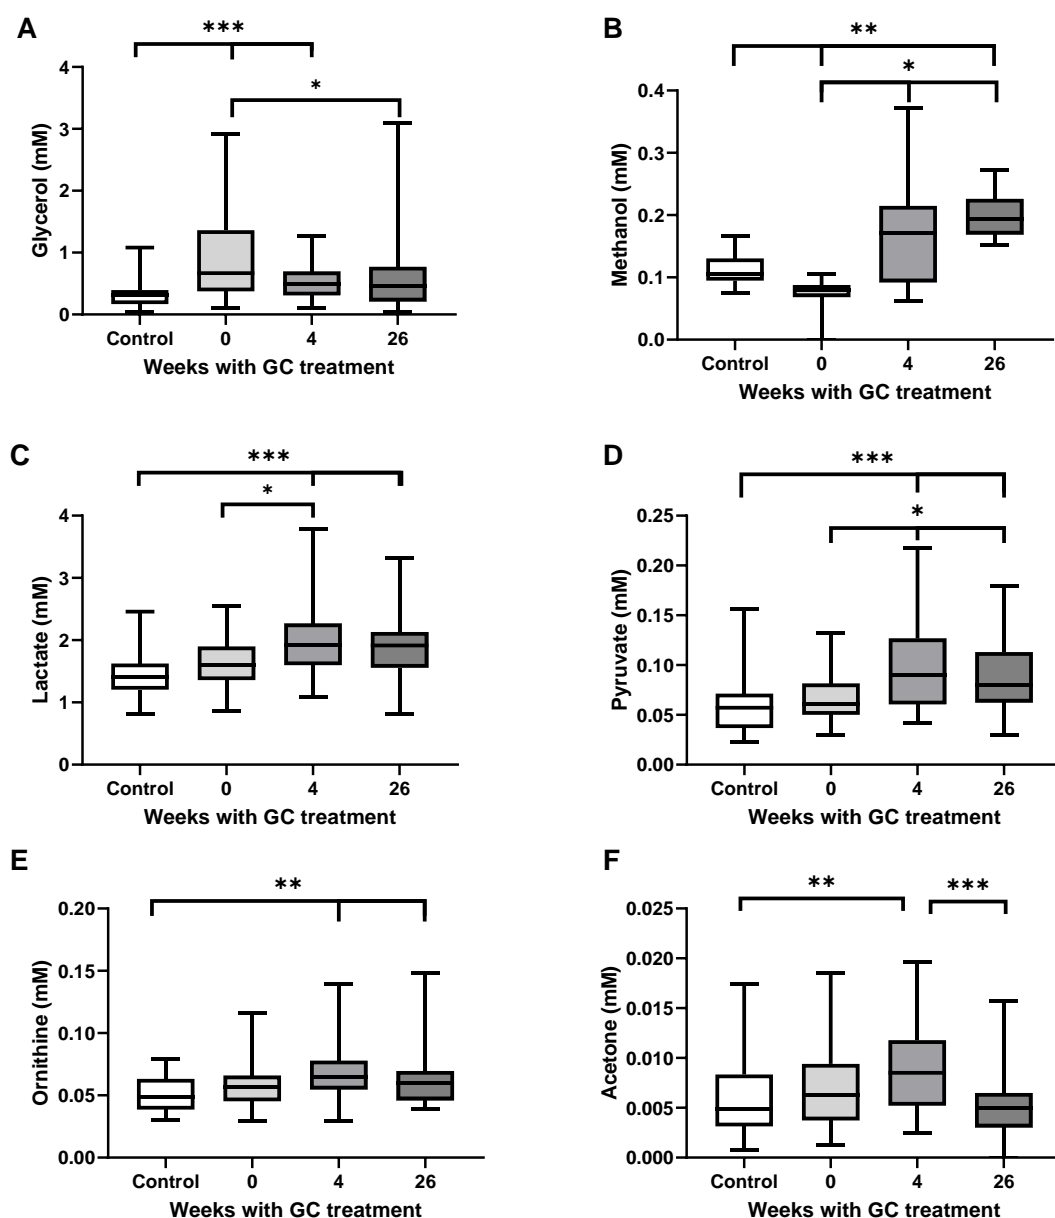 A
***
*
Glycerol (mM)
4
3
2
1
0
Control 0 4 26
Weeks with GC treatment
B
**
*
Methanol (mM)
0.4
0.3
0.2
0.1
0.0
Control 0 4 26
Weeks with GC treatment
C
***
*
Lactate (mM)
4
3
2
1
0
Control 0 4 26
Weeks with GC treatment
D
***
*
Pyruvate (mM)
0.25
0.20
0.15
0.10
0.05
0.00
Control 0 4 26
Weeks with GC treatment
E
**
Ornithine (mM)
0.20
0.15
0.10
0.05
0.00
Control 0 4 26
Weeks with GC treatment
F
** ***
Acetone (mM)
0.025
0.020
0.015
0.010
0.005
0.000
Control 0 4 26
Weeks with GC treatment